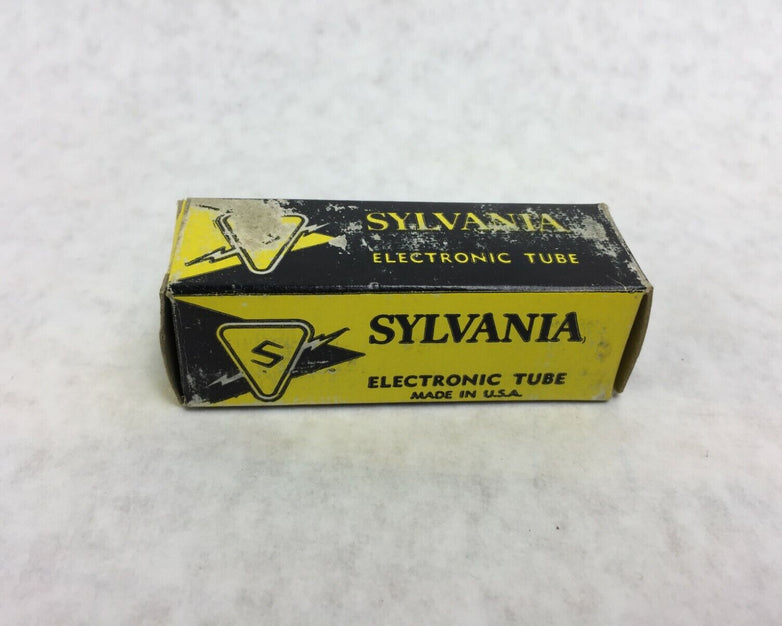 SYLVANIA
ELECTRONIC TUBE
S
SYLVANIA
ELECTRONIC TUBE
MADE IN U.S.A.